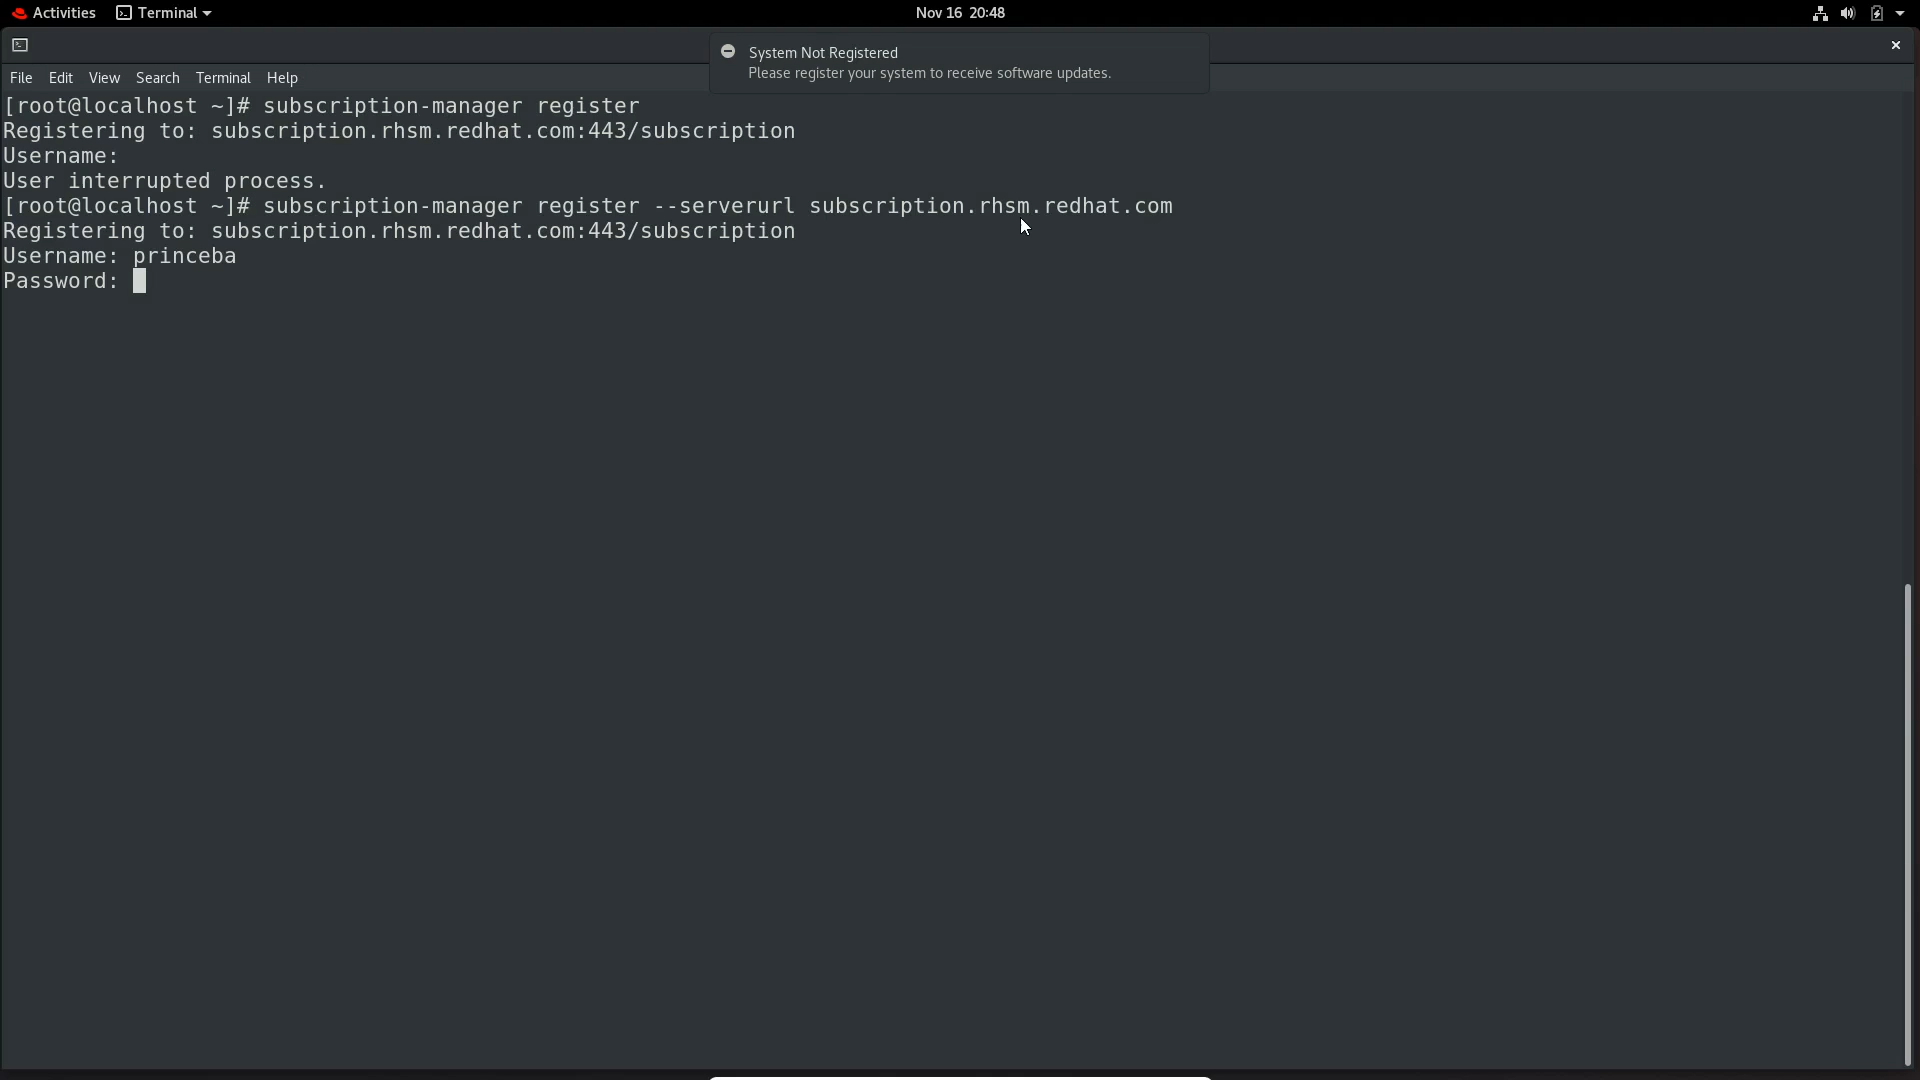 Activities Terminal Nov 16 20:48
System Not Registered
Please register your system to receive software updates.
File Edit View Search Terminal Help
[root@localhost ~]# subscription-manager register
Registering to: subscription.rhsm.redhat.com:443/subscription
Username:
User interrupted process.
[root@localhost ~]# subscription-manager register --serverurl subscription.rhsm.redhat.com
Registering to: subscription.rhsm.redhat.com:443/subscription
Username: princeba
Password: